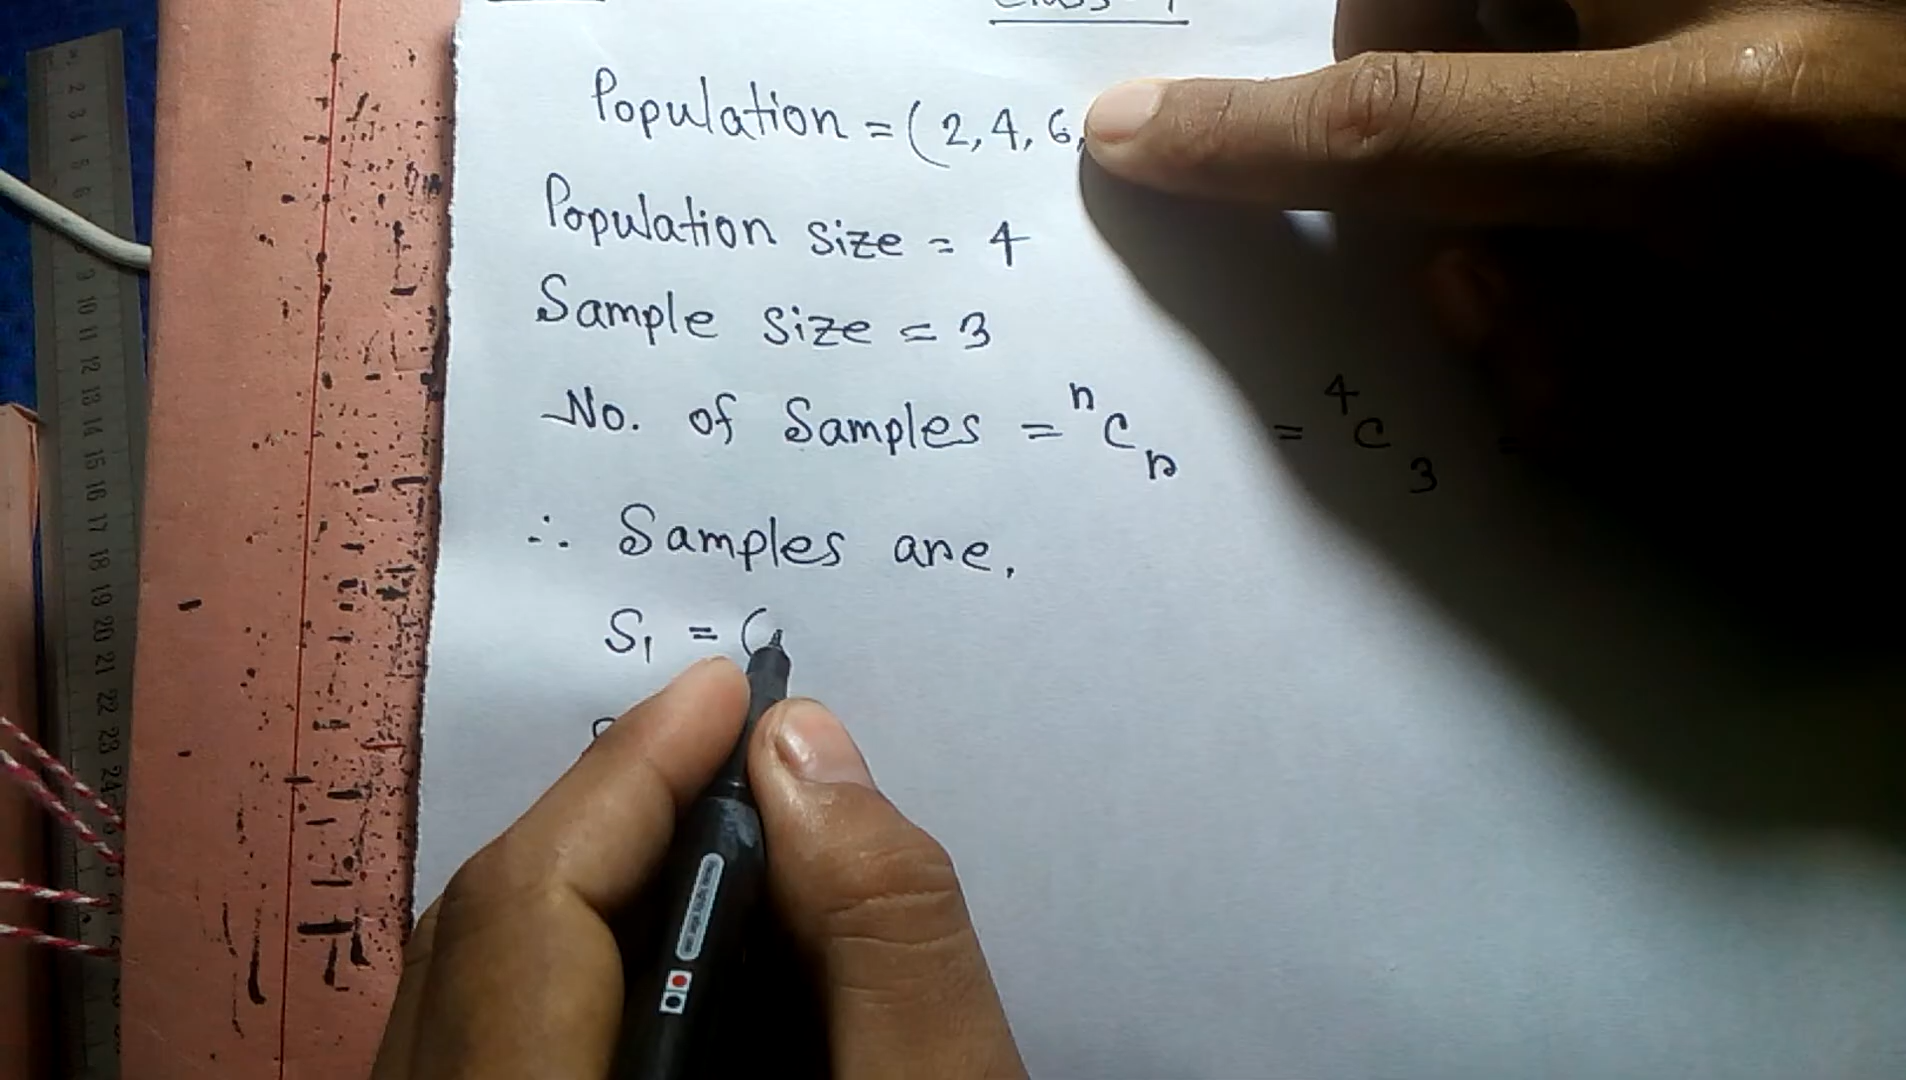 Population = (2, 4, 6,
Population size = 4
Sample size = 3
No. of Samples = ⁿCₙ = ⁴C₃ =
∴ Samples are,
S₁ = (